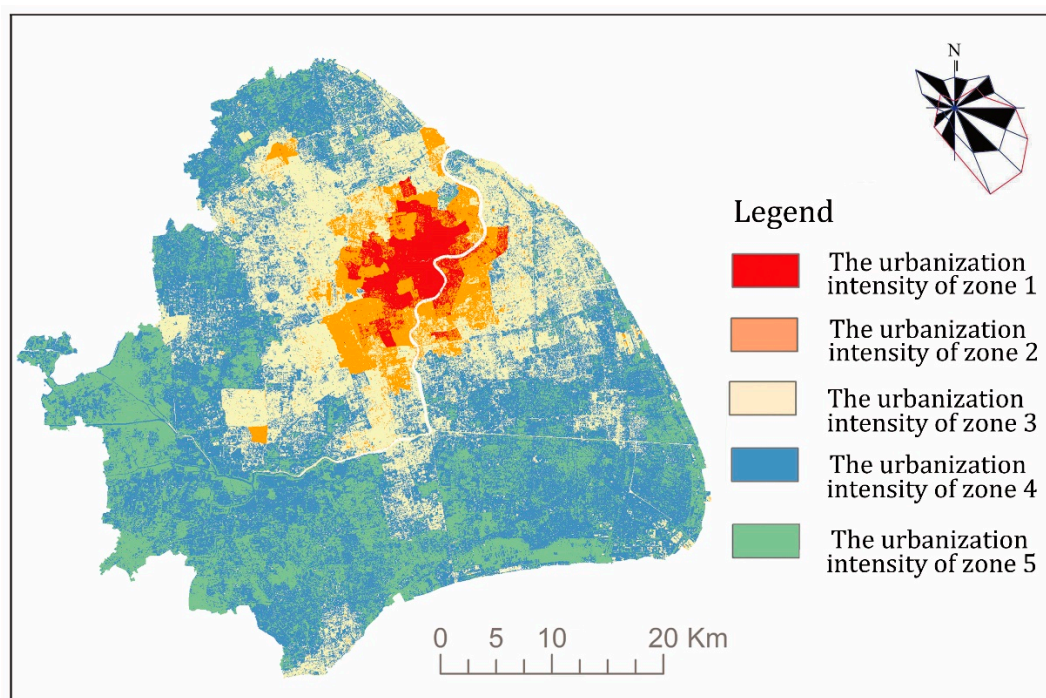 N
Legend
The urbanization
intensity of zone 1
The urbanization
intensity of zone 2
The urbanization
intensity of zone 3
The urbanization
intensity of zone 4
The urbanization
intensity of zone 5
0 5 10 20 Km